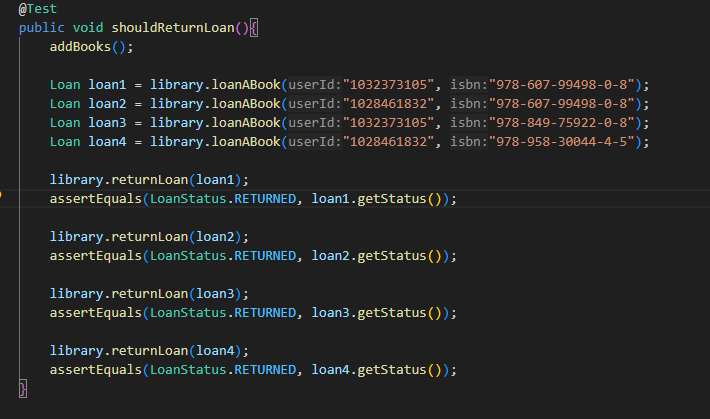 @Test
public void shouldReturnLoan(){
addBooks();
Loan loan1 = library.loanABook(userId:"1032373105", isbn:"978-607-99498-0-8");
Loan loan2 = library.loanABook(userId:"1028461832", isbn:"978-607-99498-0-8");
Loan loan3 = library.loanABook(userId:"1032373105", isbn:"978-849-75922-0-8");
Loan loan4 = library.loanABook(userId:"1028461832", isbn:"978-958-30044-4-5");
library.returnLoan(loan1);
assertEquals(LoanStatus.RETURNED, loan1.getStatus());
library.returnLoan(loan2);
assertEquals(LoanStatus.RETURNED, loan2.getStatus());
library.returnLoan(loan3);
assertEquals(LoanStatus.RETURNED, loan3.getStatus());
library.returnLoan(loan4);
assertEquals(LoanStatus.RETURNED, loan4.getStatus());
}